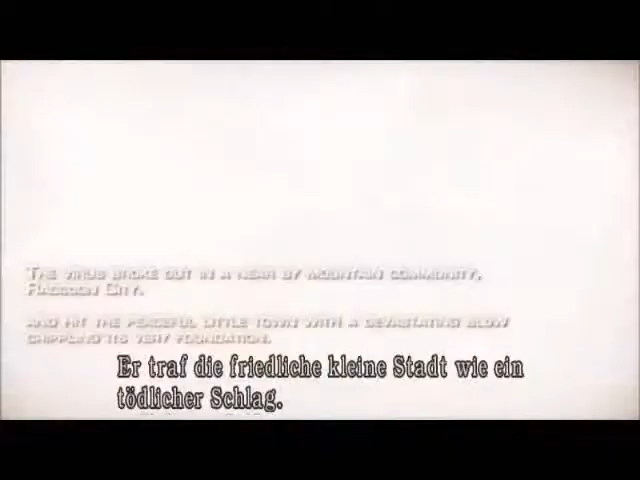 THE VIRUS BROKE OUT IN A NEAR BY MOUNTAIN COMMUNITY,
RACCOON CITY.
AND HIT THE PEACEFUL LITTLE TOWN WITH A DEVASTATING BLOW
CRIPPLING ITS VERY FOUNDATION.
Er traf die friedliche kleine Stadt wie ein
tödlicher Schlag.